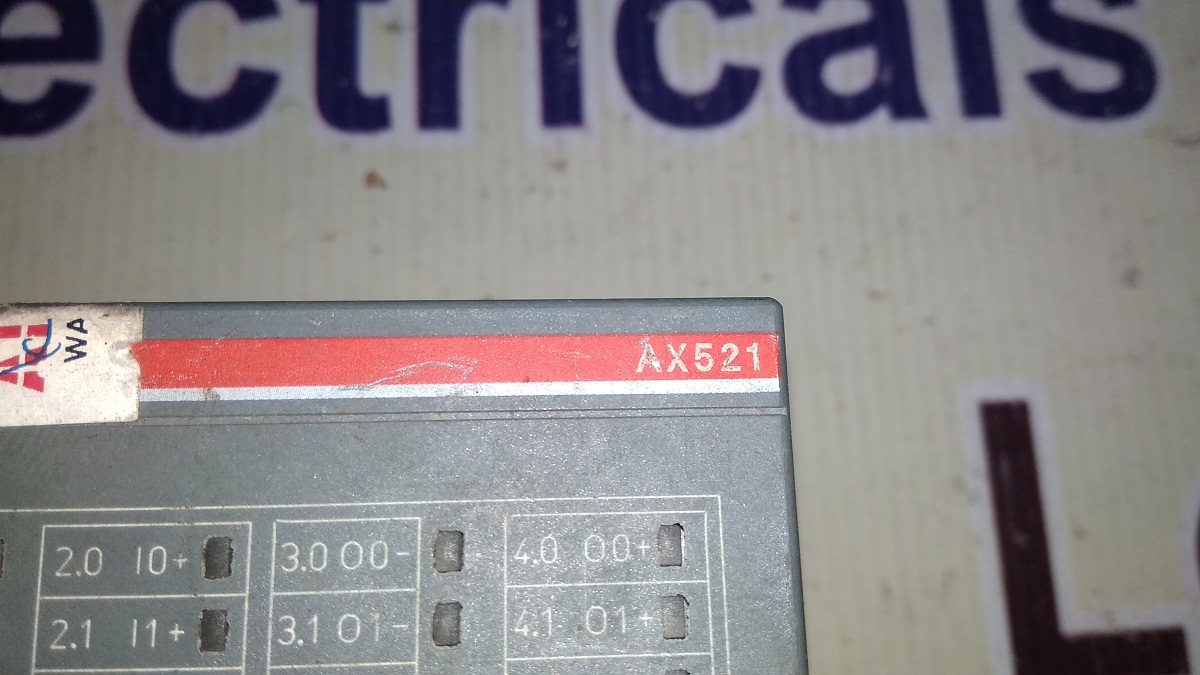 ectricals
WA
AX521
2.0 I0+ 3.0 O0- 4.0 O0+
2.1 I1+ 3.1 O1- 4.1 O1+
L